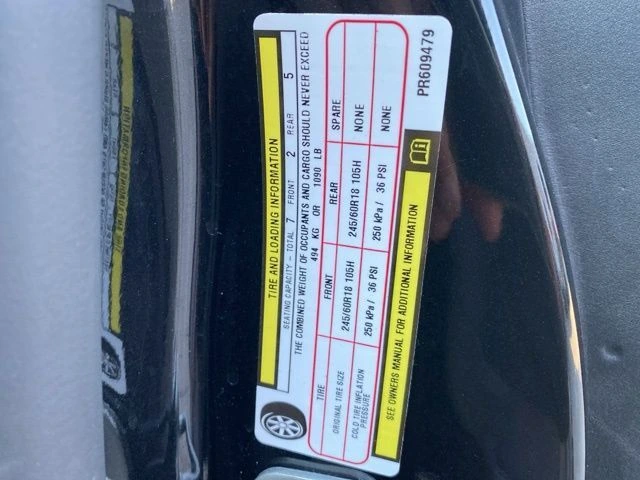 TIRE AND LOADING INFORMATION
SEATING CAPACITY – TOTAL 7 FRONT 2 REAR 5
THE COMBINED WEIGHT OF OCCUPANTS AND CARGO SHOULD NEVER EXCEED
494 KG OR 1090 LB
TIRE FRONT REAR SPARE
ORIGINAL TIRE SIZE 245/60R18 105H 245/60R18 105H NONE
COLD TIRE INFLATION PRESSURE 250 kPa / 36 PSI 250 kPa / 36 PSI NONE
SEE OWNERS MANUAL FOR ADDITIONAL INFORMATION
PR609479